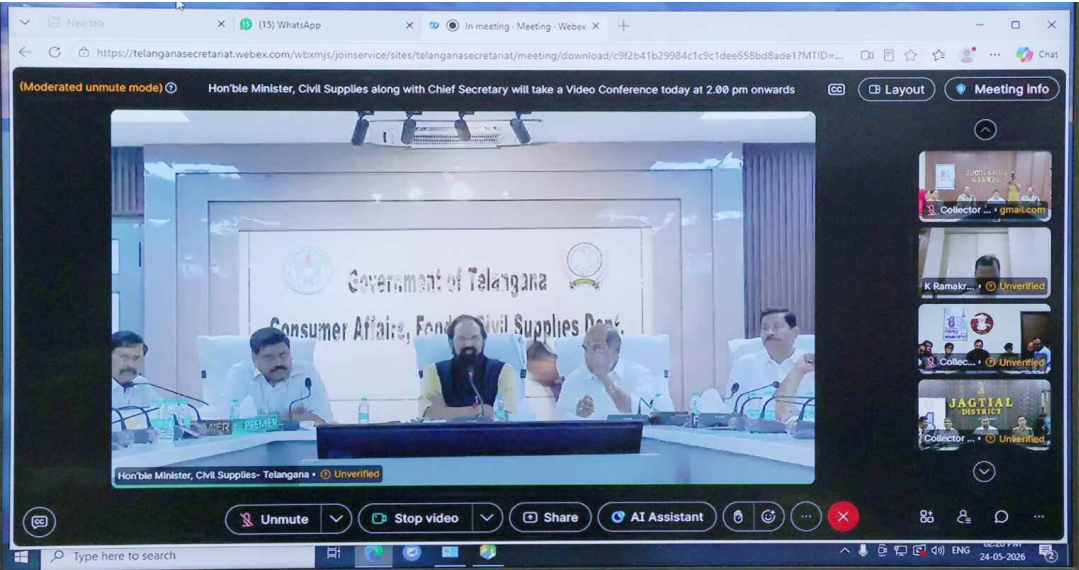 New tab
(15) WhatsApp
In meeting - Meeting - Webex
https://telanganasecretariat.webex.com/wbxmjs/joinservice/sites/telanganasecretariat/meeting/download/c9f2b41b29984c1c9c1dee658bd8ade1?MTID=...
Chat
(Moderated unmute mode)
Hon'ble Minister, Civil Supplies along with Chief Secretary will take a Video Conference today at 2.00 pm onwards
CC
Layout
Meeting info
Government of Telangana
Consumer Affairs, Food & Civil Supplies Dept.
PREMIER
Hon'ble Minister, Civil Supplies- Telangana • Unverified
GADWAL
Collector ... • gmail.com
K Ramakr... • Unverified
Collec... • Unverified
JAGTIAL
DISTRICT
Collector ... • Unverified
Unmute
Stop video
Share
AI Assistant
Type here to search
ENG
24-05-2026
2